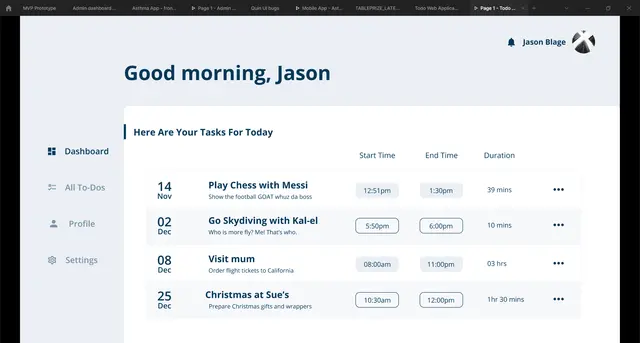 MVP Prototype
Admin dashboard...
Asthma App - fron...
Page 1 - Admin
Quin UI bugs
Mobile App - Ast...
TABLEPRIZE_LATE...
Todo Web Applica...
Page 1 - Todo
Jason Blage
Good morning, Jason
Here Are Your Tasks For Today
Start Time End Time Duration
Dashboard
All To-Dos
Profile
Settings
14 Nov
Play Chess with Messi
Show the football GOAT whuz da boss
12:51pm 1:30pm 39 mins
02 Dec
Go Skydiving with Kal-el
Who is more fly? Me! That's who.
5:50pm 6:00pm 10 mins
08 Dec
Visit mum
Order flight tickets to California
08:00am 11:00pm 03 hrs
25 Dec
Christmas at Sue's
Prepare Christmas gifts and wrappers
10:30am 12:00pm 1hr 30 mins